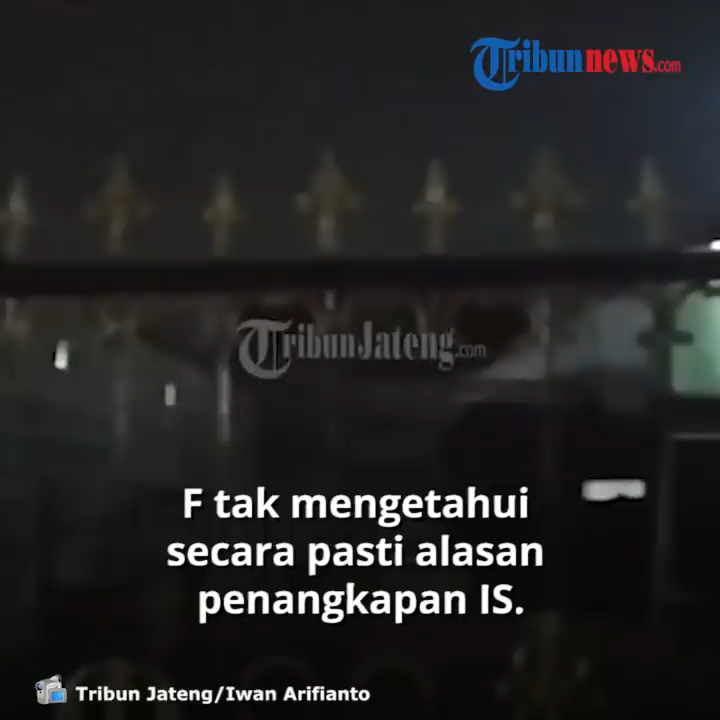 Tribunnews.com
TribunJateng.com
F tak mengetahui
secara pasti alasan
penangkapan IS.
Tribun Jateng/Iwan Arifianto